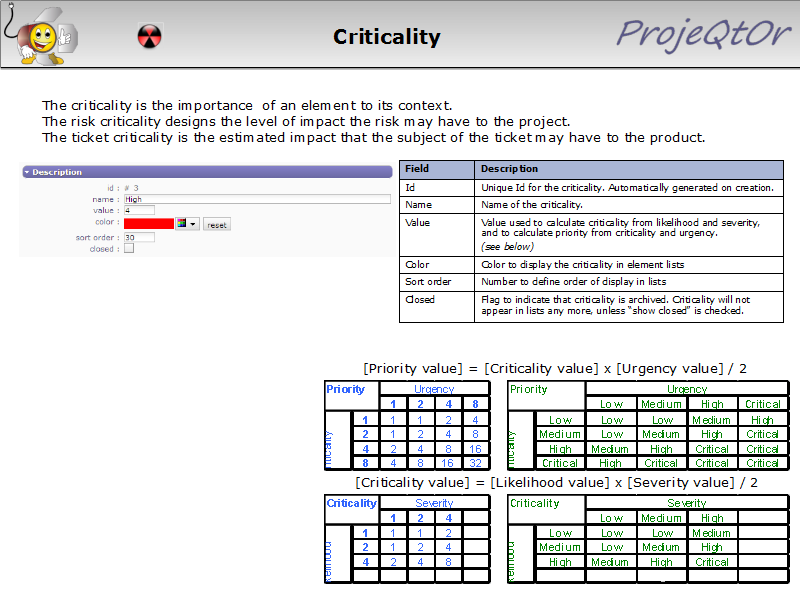 Criticality
ProjeQtOr
The criticality is the importance of an element to its context.
The risk criticality designs the level of impact the risk may have to the project.
The ticket criticality is the estimated impact that the subject of the ticket may have to the product.
Description
id : # 3
name : High
value : 4
color : reset
sort order : 30
closed :
Field Description
Id Unique Id for the criticality. Automatically generated on creation.
Name Name of the criticality.
Value Value used to calculate criticality from likelihood and severity,
and to calculate priority from criticality and urgency.
(see below)
Color Color to display the criticality in element lists
Sort order Number to define order of display in lists
Closed Flag to indicate that criticality is archived. Criticality will not
appear in lists any more, unless "show closed" is checked.
[Priority value] = [Criticality value] x [Urgency value] / 2
Priority Urgency
1 2 4 8
1 1 1 2 4
2 1 2 4 8
4 2 4 8 16
8 4 8 16 32
Priority Urgency
Low Medium High Critical
Low Low Low Medium High
Medium Low Medium High Critical
High Medium High Critical Critical
Critical High Critical Critical Critical
[Criticality value] = [Likelihood value] x [Severity value] / 2
Criticality Severity
1 2 4
1 1 1 2
2 1 2 4
4 2 4 8
Criticality Severity
Low Medium High
Low Low Low Medium
Medium Low Medium High
High Medium High Critical